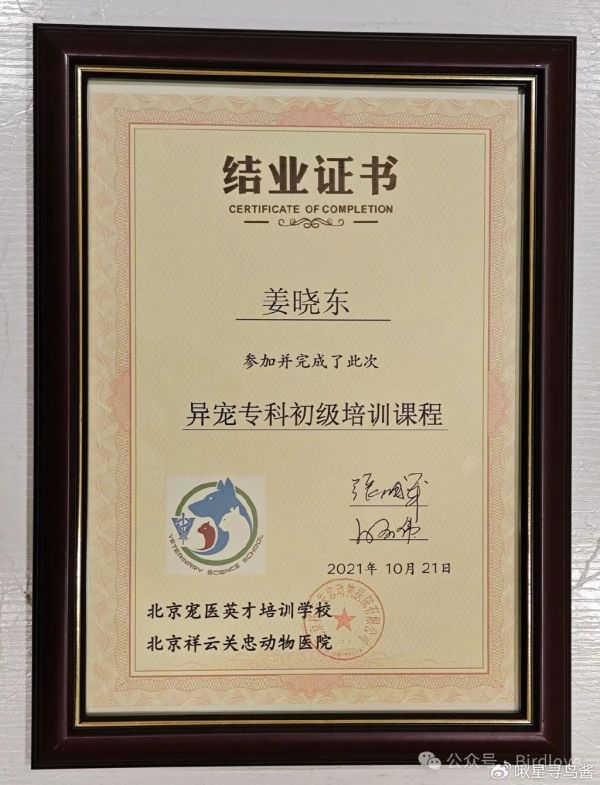 结业证书
CERTIFICATE OF COMPLETION
姜晓东
参加并完成了此次
异宠专科初级培训课程
VETERINARY SCIENCE SCHOOL
2021年10月21日
北京宠医英才培训学校
北京祥云关忠动物医院
公众号·Birdlove
@啾星寻鸟酱